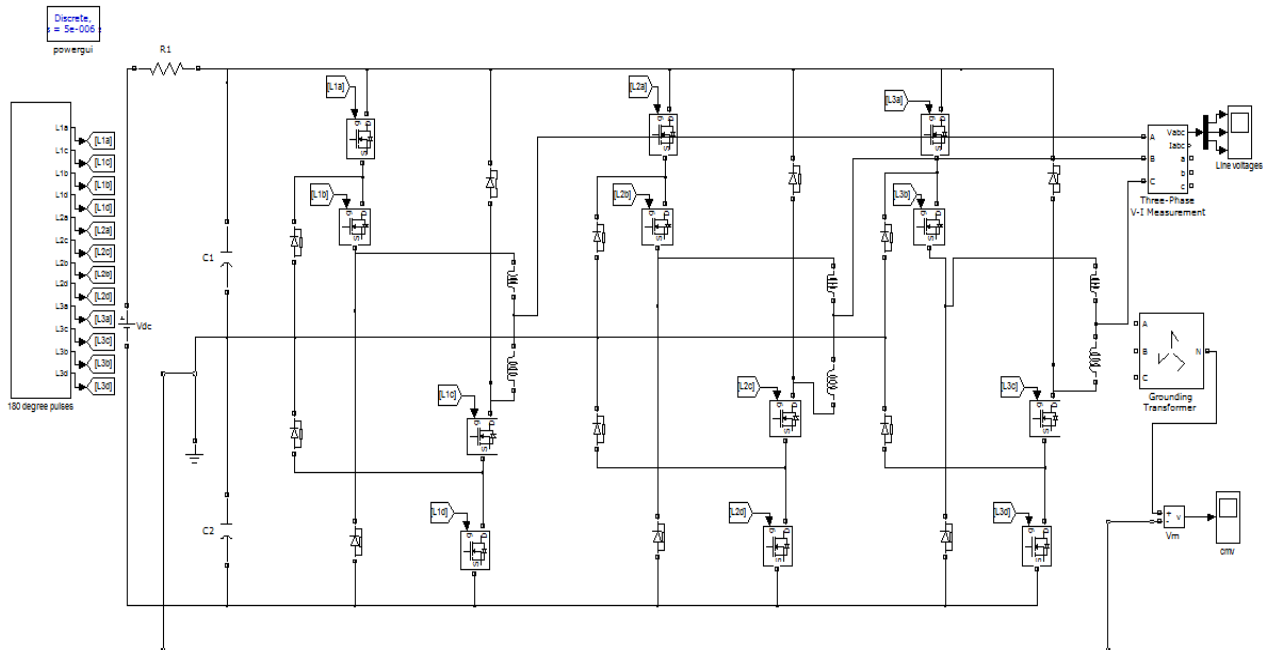 Discrete,
s = 5e-006 s
powergui
R1
L1a
L1c
L1b
L1d
L2a
L2c
L2b
L2d
L3a
L3c
L3b
L3d
[L1a]
[L1c]
[L1b]
[L1d]
[L2a]
[L2c]
[L2b]
[L2d]
[L3a]
[L3c]
[L3b]
[L3d]
180 degree pulses
Vdc
C1
C2
[L1a]
g D
S
[L1b]
g D
S
[L1c]
g D
S
[L1d]
g D
S
[L2a]
g D
S
[L2b]
g D
S
[L2c]
g D
S
[L2d]
g D
S
[L3a]
g D
S
[L3b]
g D
S
[L3c]
g D
S
[L3d]
g D
S
A
B
C
Vabc
Iabc
a
b
c
Three-Phase
V-I Measurement
Line voltages
A
B
C
N
Grounding
Transformer
+
-
v
Vm
cmv